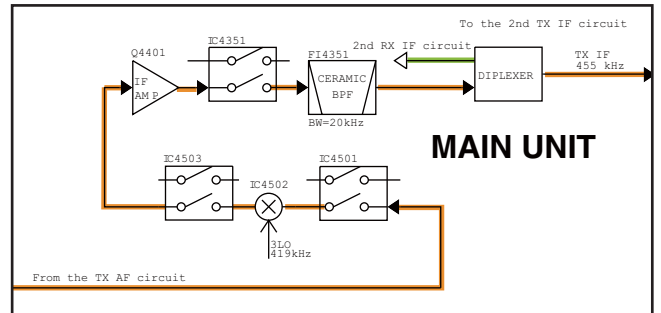 To the 2nd TX IF circuit
Q4401
IC4351
FI4351
2nd RX IF circuit
TX IF
455 kHz
IF
AMP
CERAMIC
BPF
DIPLEXER
BW=20kHz
MAIN UNIT
IC4503
IC4502
IC4501
3LO
419kHz
From the TX AF circuit